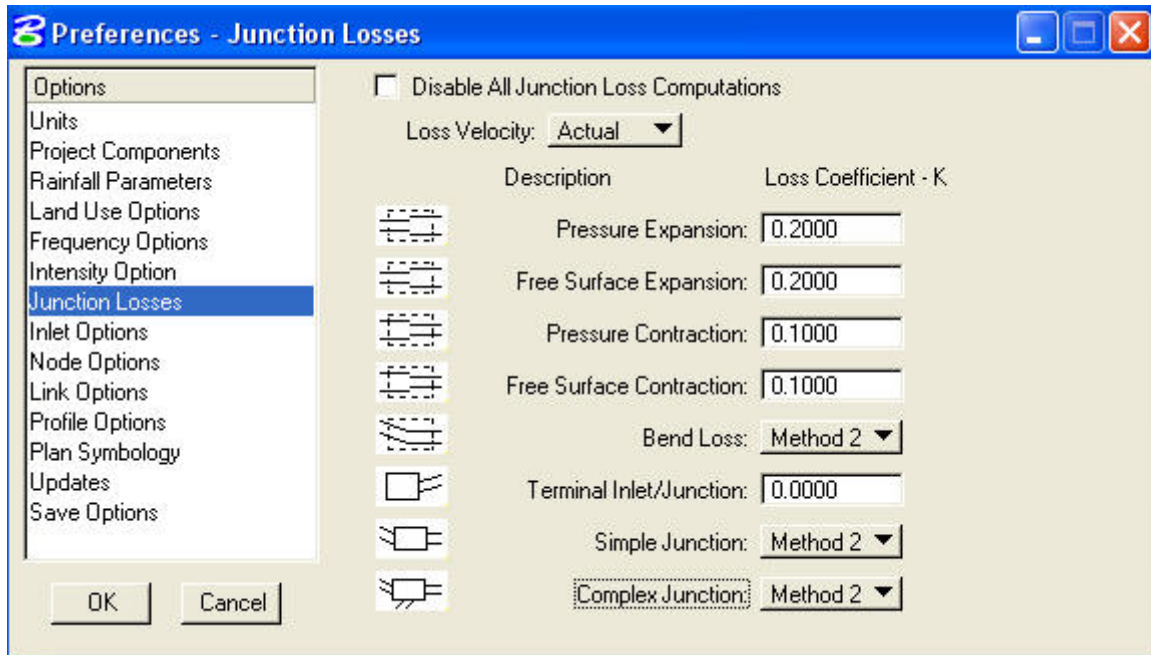 Preferences - Junction Losses
Options
Units
Project Components
Rainfall Parameters
Land Use Options
Frequency Options
Intensity Option
Junction Losses
Inlet Options
Node Options
Link Options
Profile Options
Plan Symbology
Updates
Save Options
OK Cancel
Disable All Junction Loss Computations
Loss Velocity: Actual
Description Loss Coefficient - K
Pressure Expansion: 0.2000
Free Surface Expansion: 0.2000
Pressure Contraction: 0.1000
Free Surface Contraction: 0.1000
Bend Loss: Method 2
Terminal Inlet/Junction: 0.0000
Simple Junction: Method 2
Complex Junction: Method 2